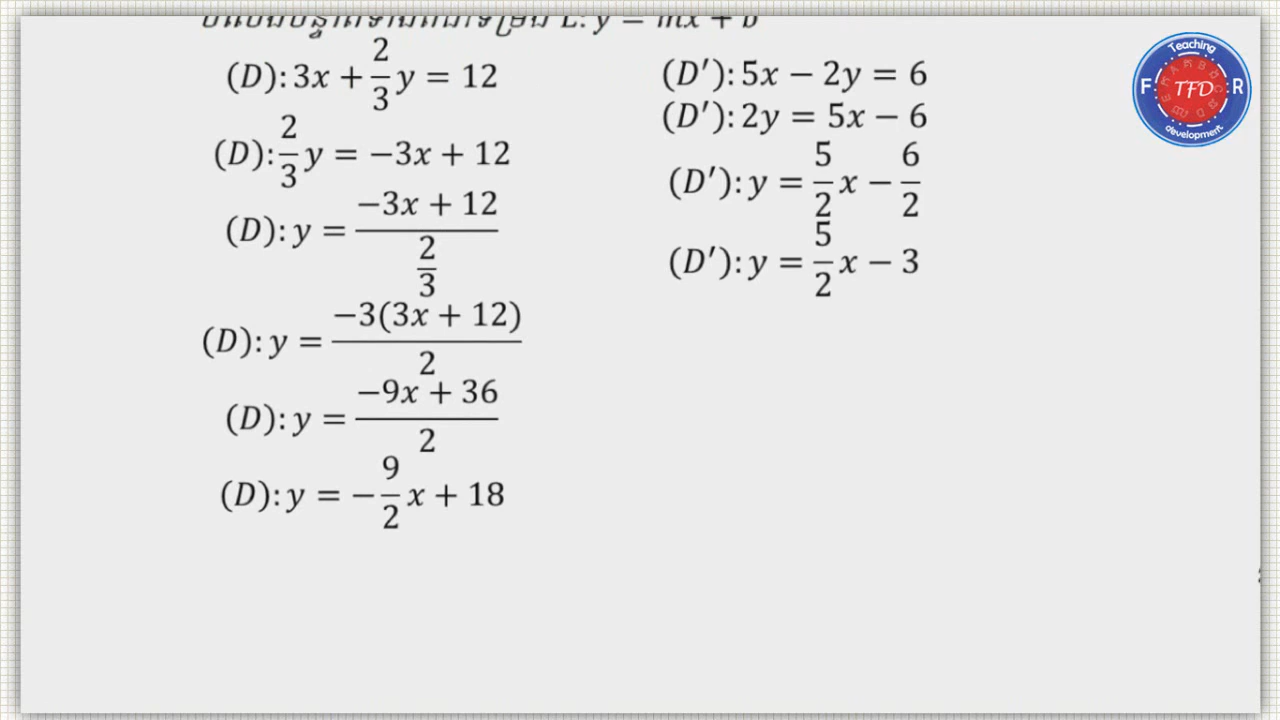 L: y = mx + b
(D): 3x + 2/3 y = 12
(D): 2/3 y = −3x + 12
(D): y = (−3x + 12)/(2/3)
(D): y = −3(3x + 12)/2
(D): y = (−9x + 36)/2
(D): y = −9/2 x + 18
(D′): 5x − 2y = 6
(D′): 2y = 5x − 6
(D′): y = 5/2 x − 6/2
(D′): y = 5/2 x − 3
Teaching
F TFD R
development